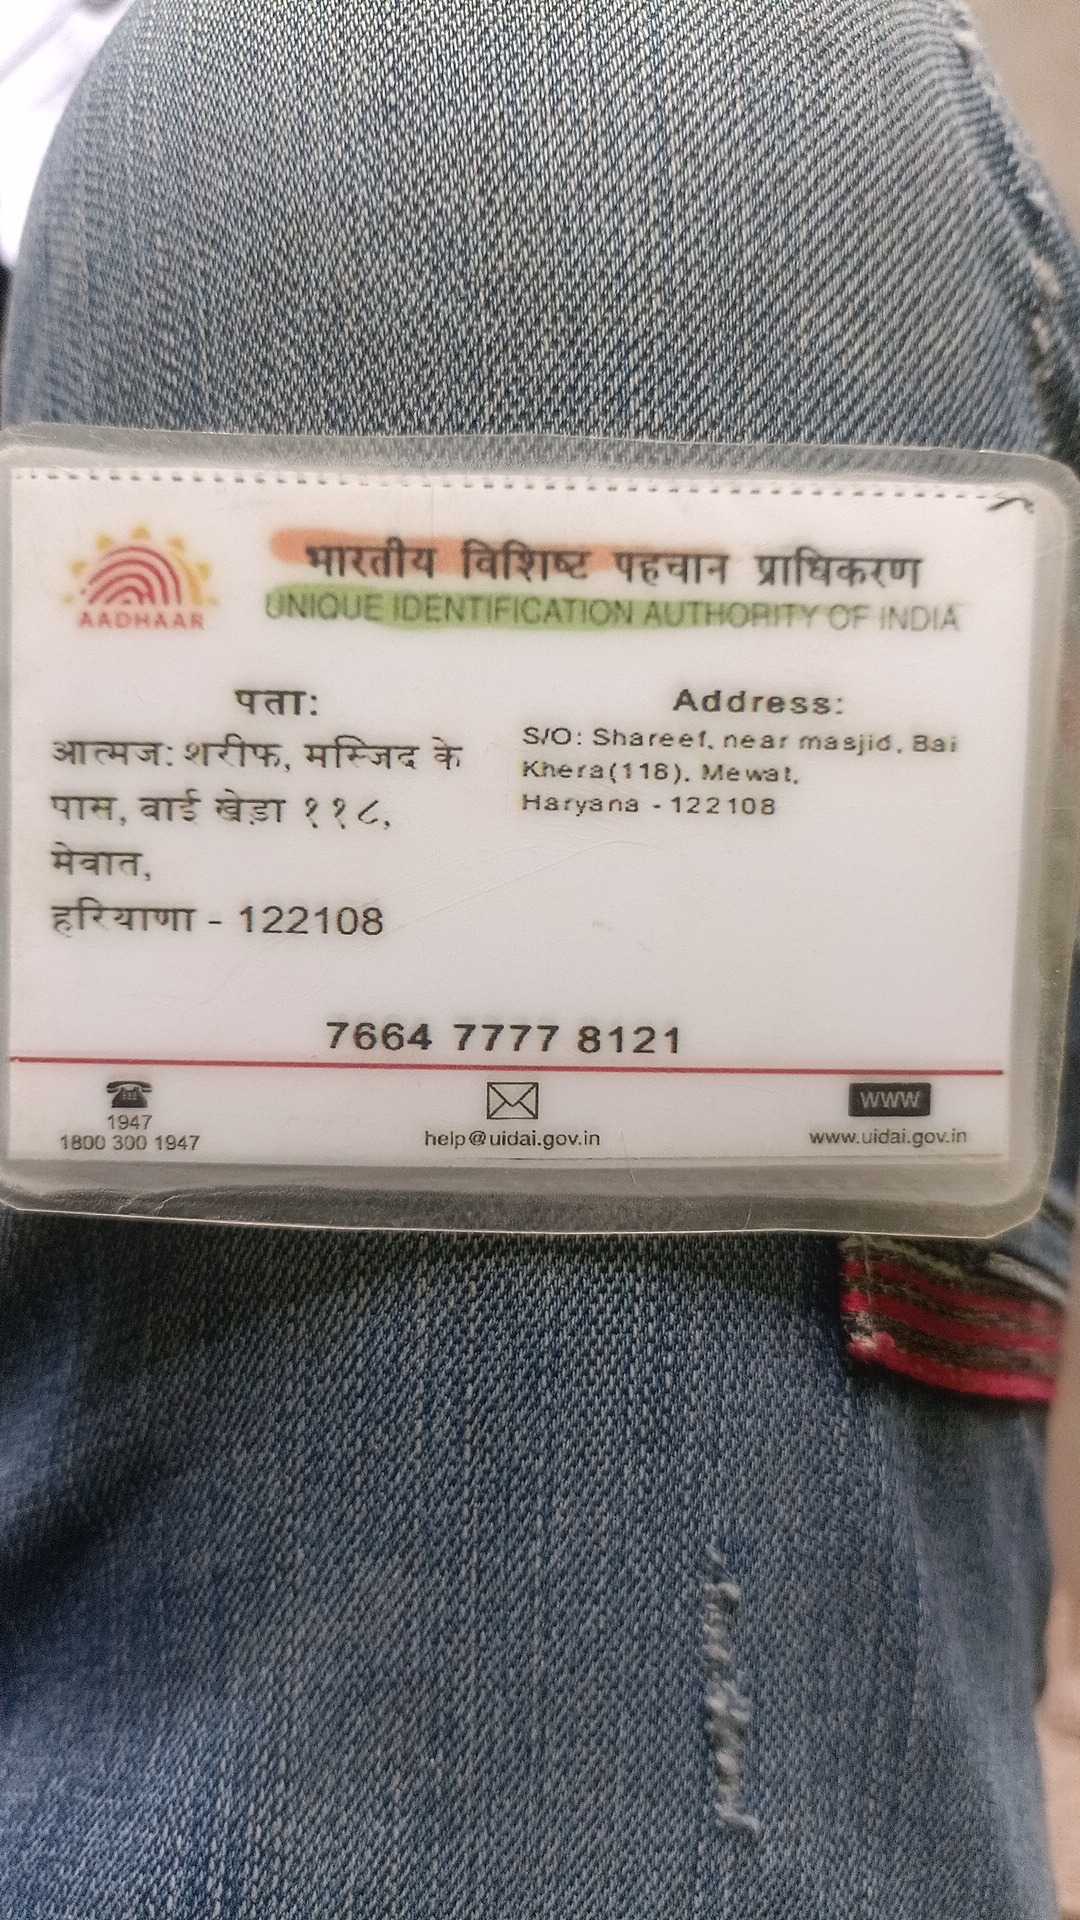 भारतीय विशिष्ट पहचान प्राधिकरण
AADHAAR
UNIQUE IDENTIFICATION AUTHORITY OF INDIA
पता:
आत्मज: शरीफ, मस्जिद के
पास, वाई खेड़ा ११८,
मेवात,
हरियाणा - 122108
Address:
S/O: Shareef, near masjid, Bai
Khera(118), Mewat,
Haryana - 122108
7664 7777 8121
1947
1800 300 1947
help@uidai.gov.in
WWW
www.uidai.gov.in